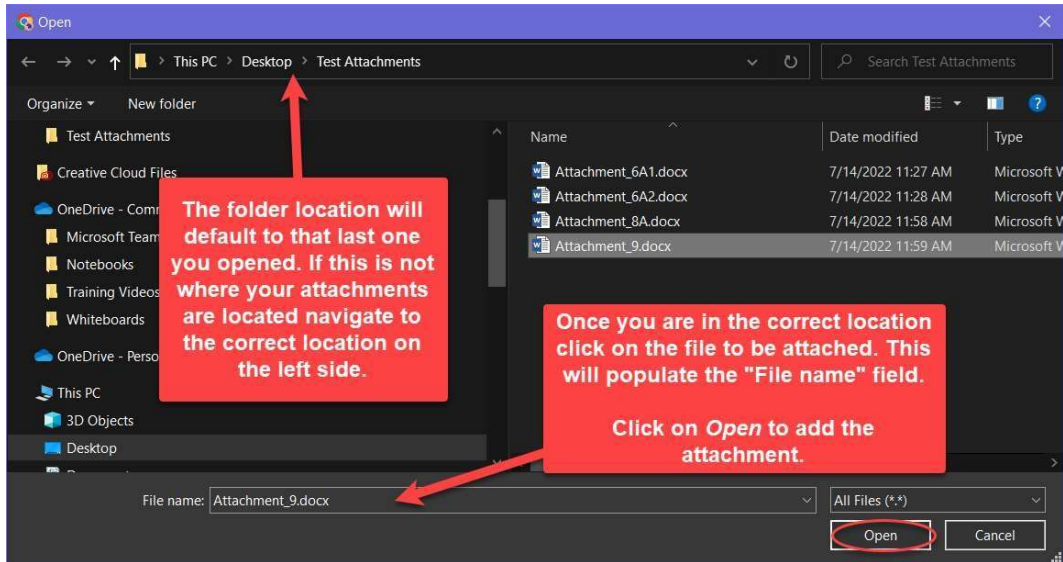 Open
This PC > Desktop > Test Attachments
Search Test Attachments
Organize
New folder
Test Attachments
Creative Cloud Files
OneDrive - Comm
Microsoft Team
Notebooks
Training Videos
Whiteboards
OneDrive - Perso
This PC
3D Objects
Desktop
Name Date modified Type
Attachment_6A1.docx 7/14/2022 11:27 AM Microsoft W
Attachment_6A2.docx 7/14/2022 11:28 AM Microsoft W
Attachment_8A.docx 7/14/2022 11:58 AM Microsoft W
Attachment_9.docx 7/14/2022 11:59 AM Microsoft W
The folder location will
default to that last one
you opened. If this is not
where your attachments
are located navigate to
the correct location on
the left side.
Once you are in the correct location
click on the file to be attached. This
will populate the "File name" field.
Click on Open to add the
attachment.
File name: Attachment_9.docx
All Files (*.*)
Open
Cancel